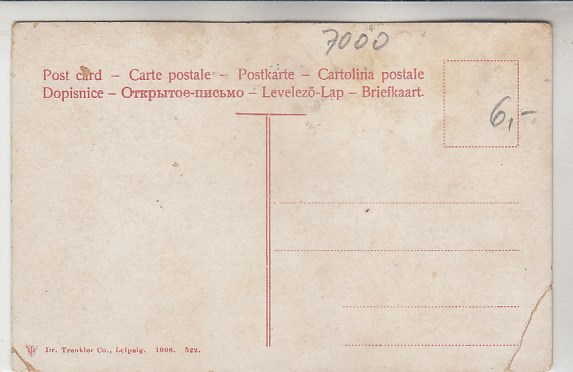 7000
Post card – Carte postale – Postkarte – Cartolina postale
Dopisnice – Открытое-письмо – Levelező-Lap – Briefkaart.
6,-
Dr. Trenkler Co., Leipzig. 1906. 522.